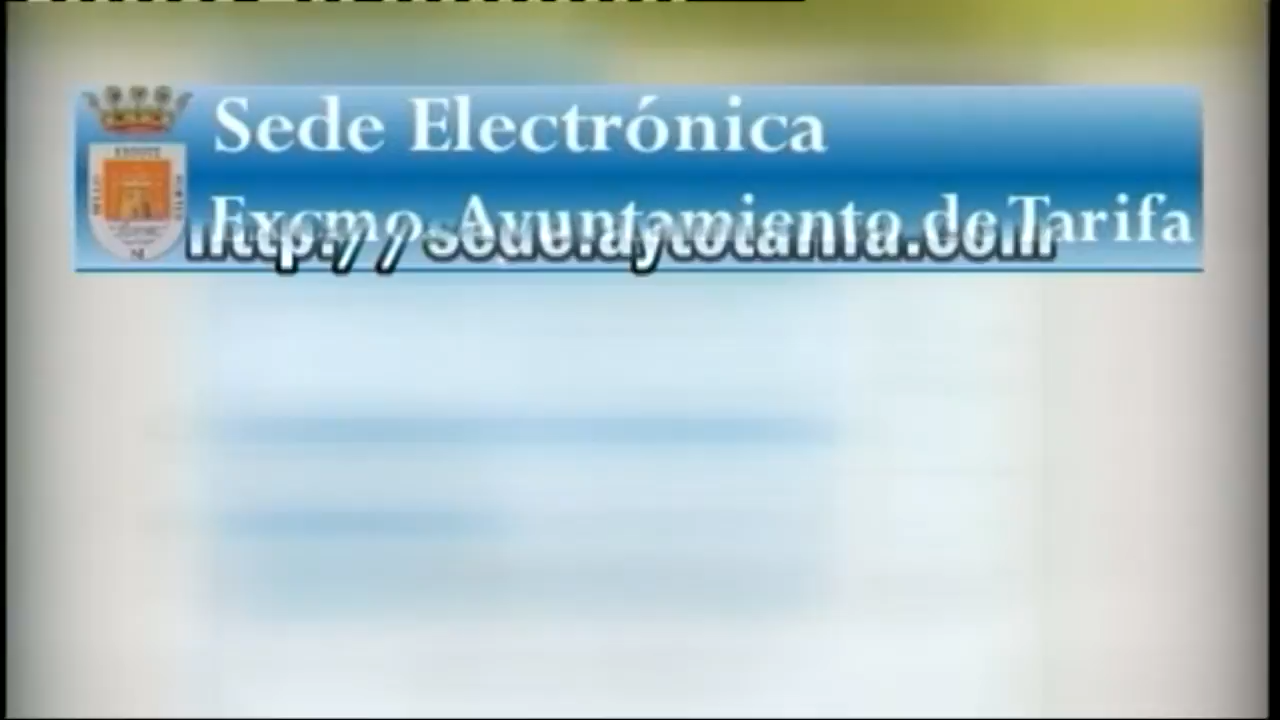 Sede Electrónica
Excmo. Ayuntamiento de Tarifa
http://sede.aytotarifa.com